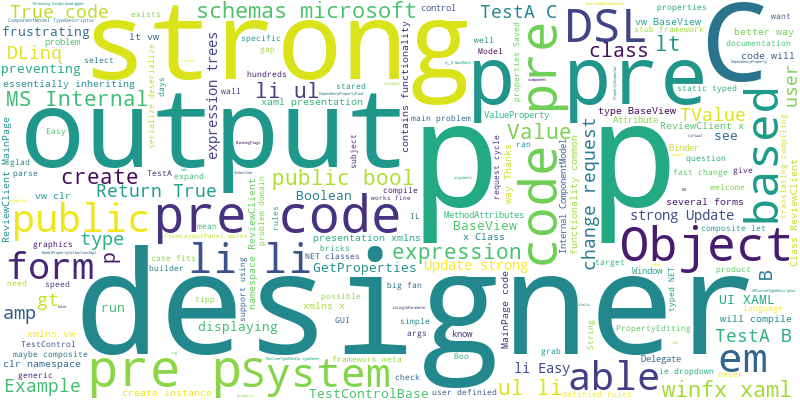 True code
schemas microsoft
control
TestA C
DSL
C
properties
vw BaseView
exists
want
frustrating
lt vw
strong
p
pre
better way
documentation
problem
specific
gap
stub framework
class
lt
code will
DLinq
select
expression trees
hundreds
well
Model
properties Saved
static typed
preventing
wall
li ul
essentially inheriting
serialize deserialize
days
stared
contains functionality
xaml presentation
MS Internal
output
p
p
ValueProperty
type BaseView
TValue
user
Easy
Attribute
ReviewClient x
Value
Binder
see
subject
main problem
ran
based
create
glad
TestA
parse
expand
way Thanks
request cycle
change request
functionality common
question
fast change
give
Return True
public bool
vw clr
compile
works fine
MethodAttributes
Internal ComponentModel
welcome
several forms
translating compiling
Class ReviewClient
public
pre code
Boolean
IL
BaseView
strong Update
composite let
ReviewClient MainPage
rules
mean
presentation xmlns
x Class
Object
form
p
type
li li
expression
graphics
builder
tricks
NET classes
GetProperties
Update strong
target
Window
typed NET
B
need
speed
case fits
support using
namespace ReviewClient
problem domain
tipp
possible
big fan
product
gt
run
designer
MainPage code
UI XAML
amp
displaying
GUI
simple
language
xmlns vw
xmlns x
args
know
String
PropertyEditing
will compile
TestControl
maybe composite
Boo
TestA B
clr namespace
pre p
System
framework meta
grab
Delegate
em
generic
check
user definied
li Easy
ie dropdown
never
Example
create instance
TestControlBase
ul li
able
definied rules
winfx xaml